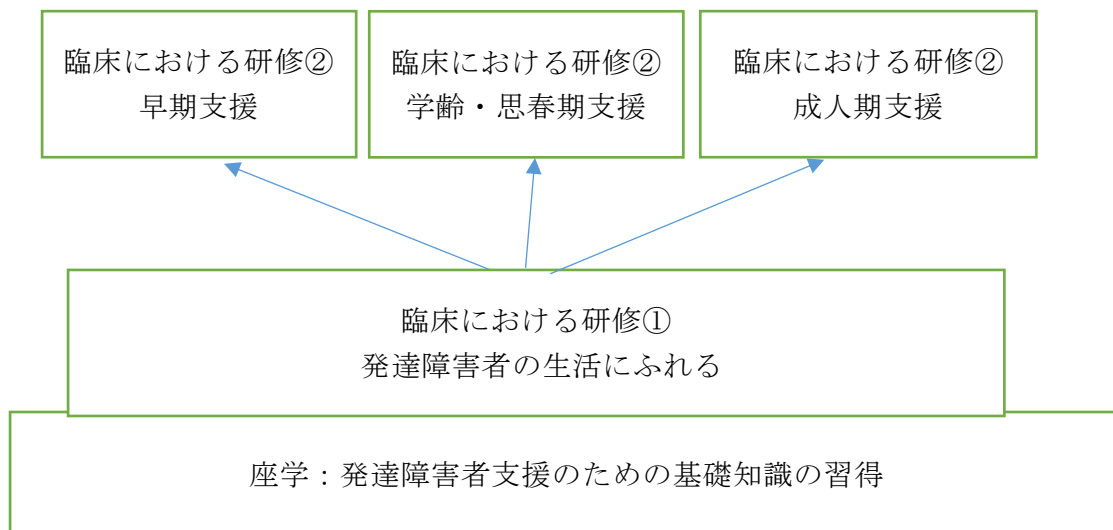 臨床における研修②
早期支援
臨床における研修②
学齢・思春期支援
臨床における研修②
成人期支援
臨床における研修①
発達障害者の生活にふれる
座学：発達障害者支援のための基礎知識の習得